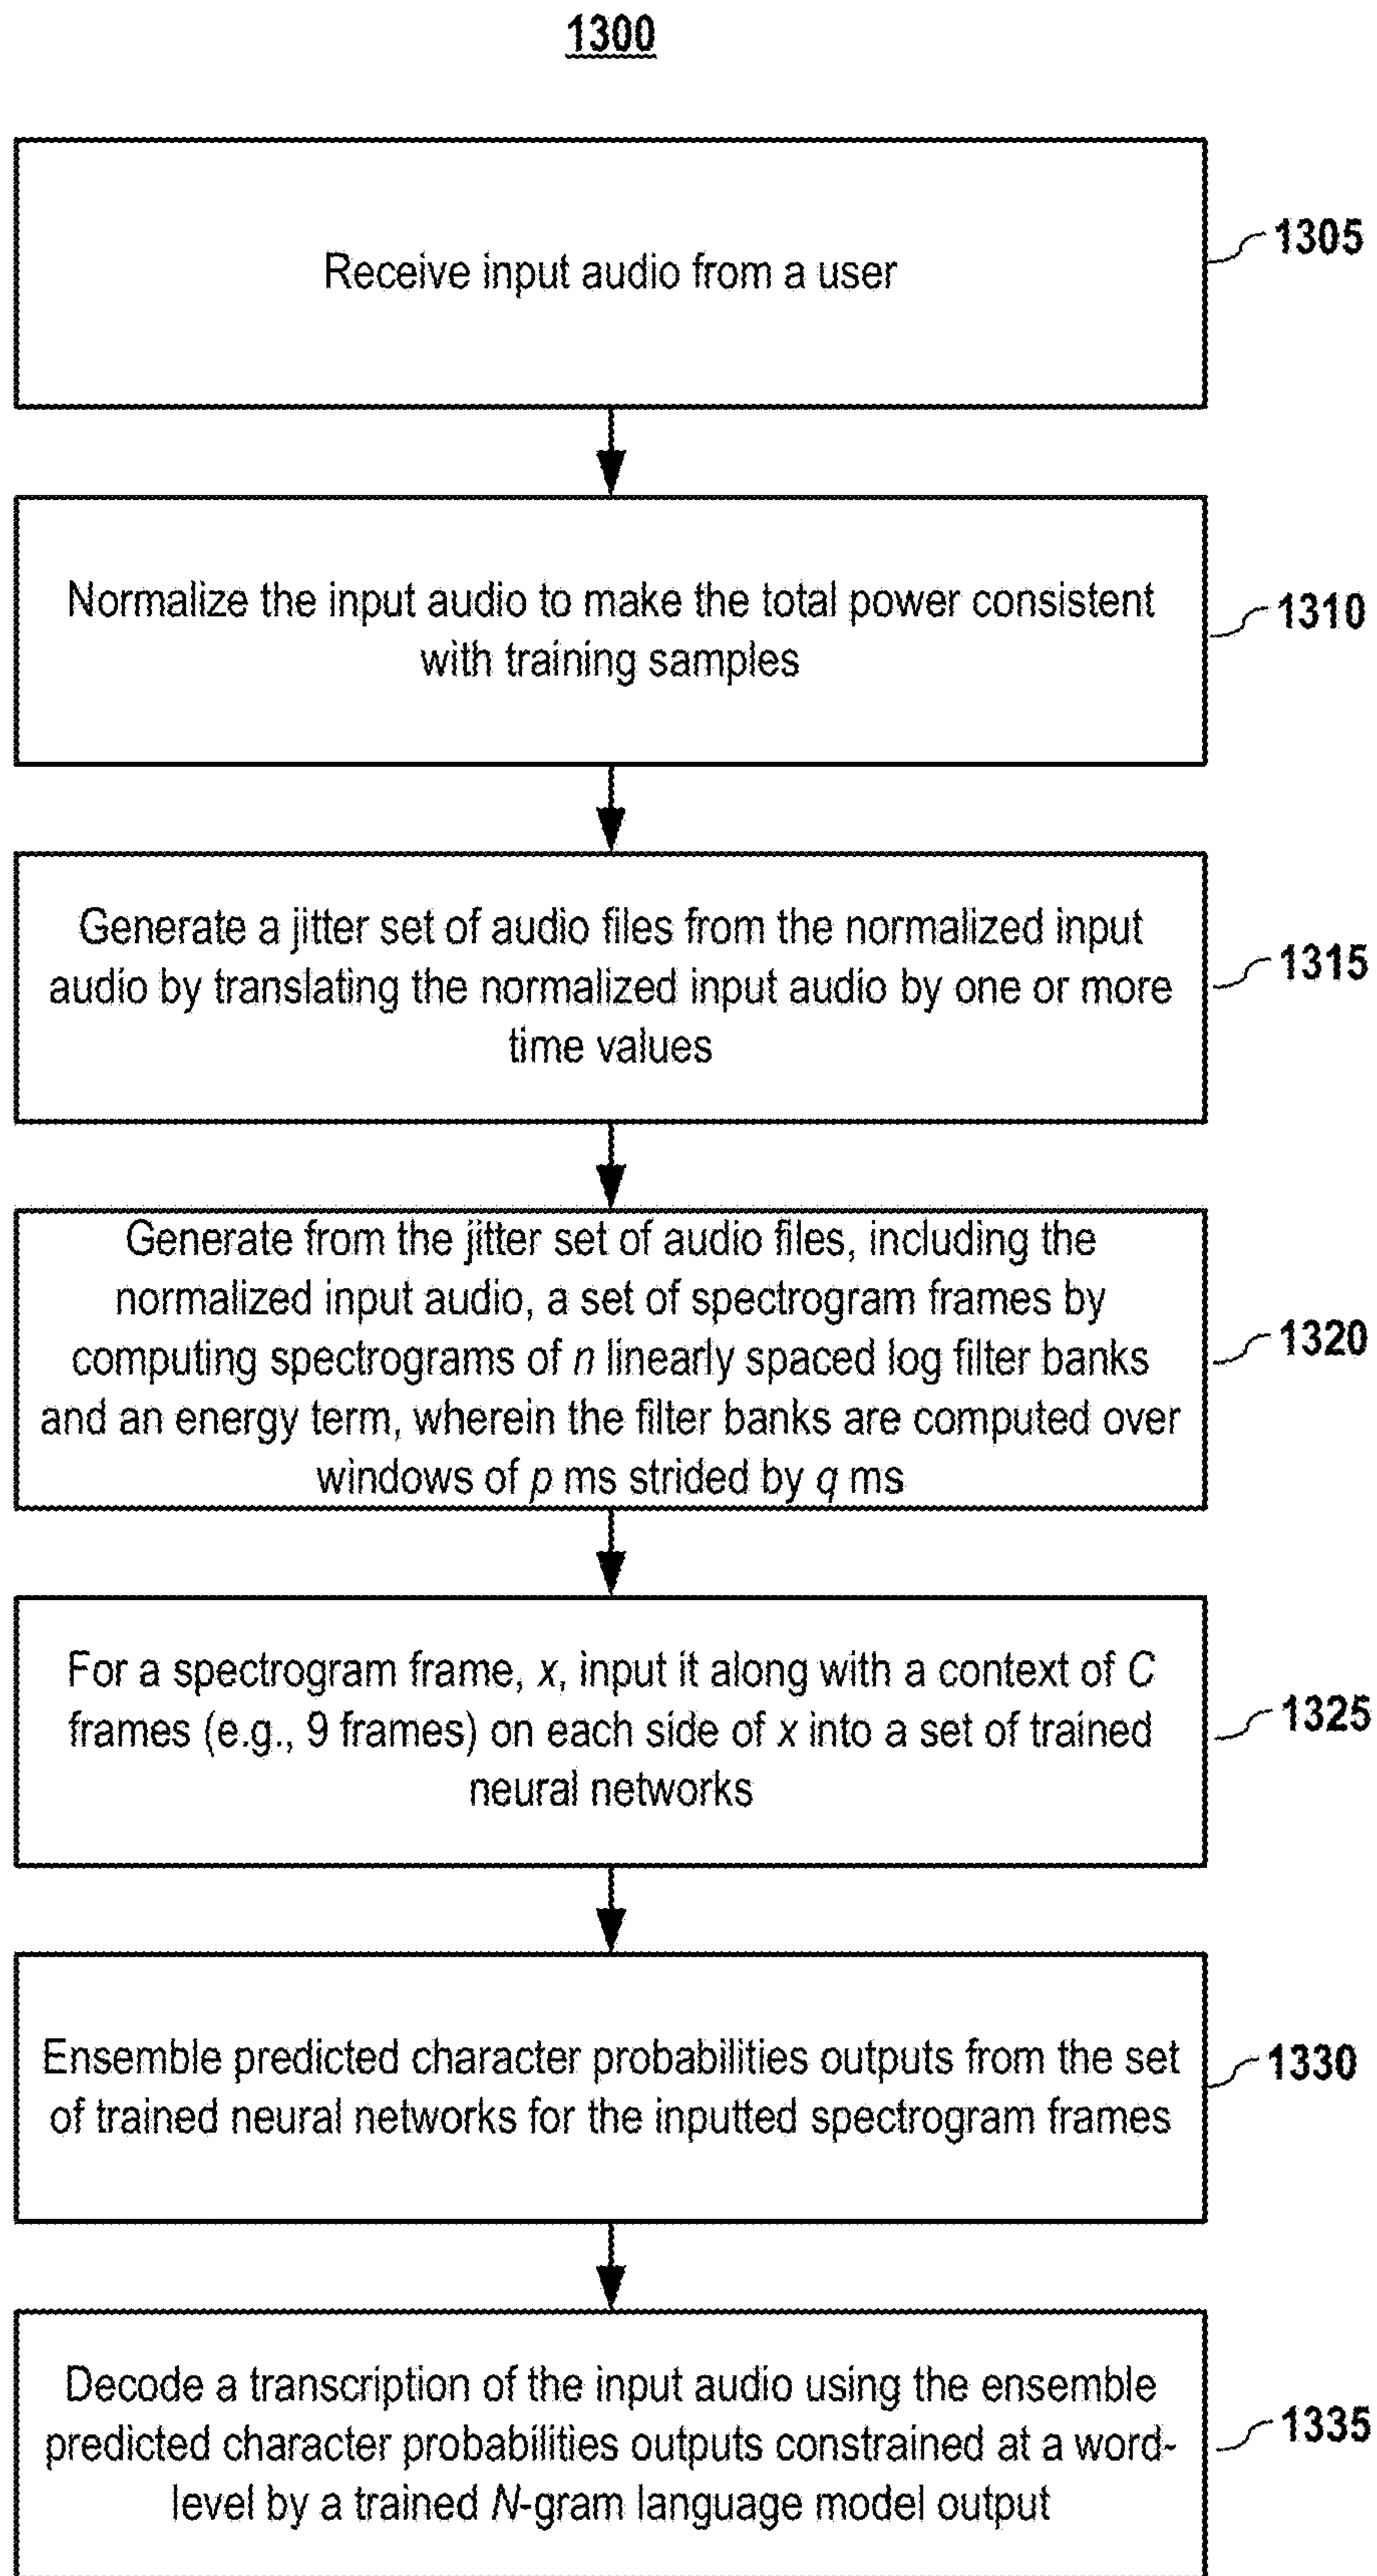 1300
Receive input audio from a user
1305
Normalize the input audio to make the total power consistent
with training samples
1310
Generate a jitter set of audio files from the normalized input
audio by translating the normalized input audio by one or more
time values
1315
Generate from the jitter set of audio files, including the
normalized input audio, a set of spectrogram frames by
computing spectrograms of n linearly spaced log filter banks
and an energy term, wherein the filter banks are computed over
windows of p ms strided by q ms
1320
For a spectrogram frame, x, input it along with a context of C
frames (e.g., 9 frames) on each side of x into a set of trained
neural networks
1325
Ensemble predicted character probabilities outputs from the set
of trained neural networks for the inputted spectrogram frames
1330
Decode a transcription of the input audio using the ensemble
predicted character probabilities outputs constrained at a word-
level by a trained N-gram language model output
1335